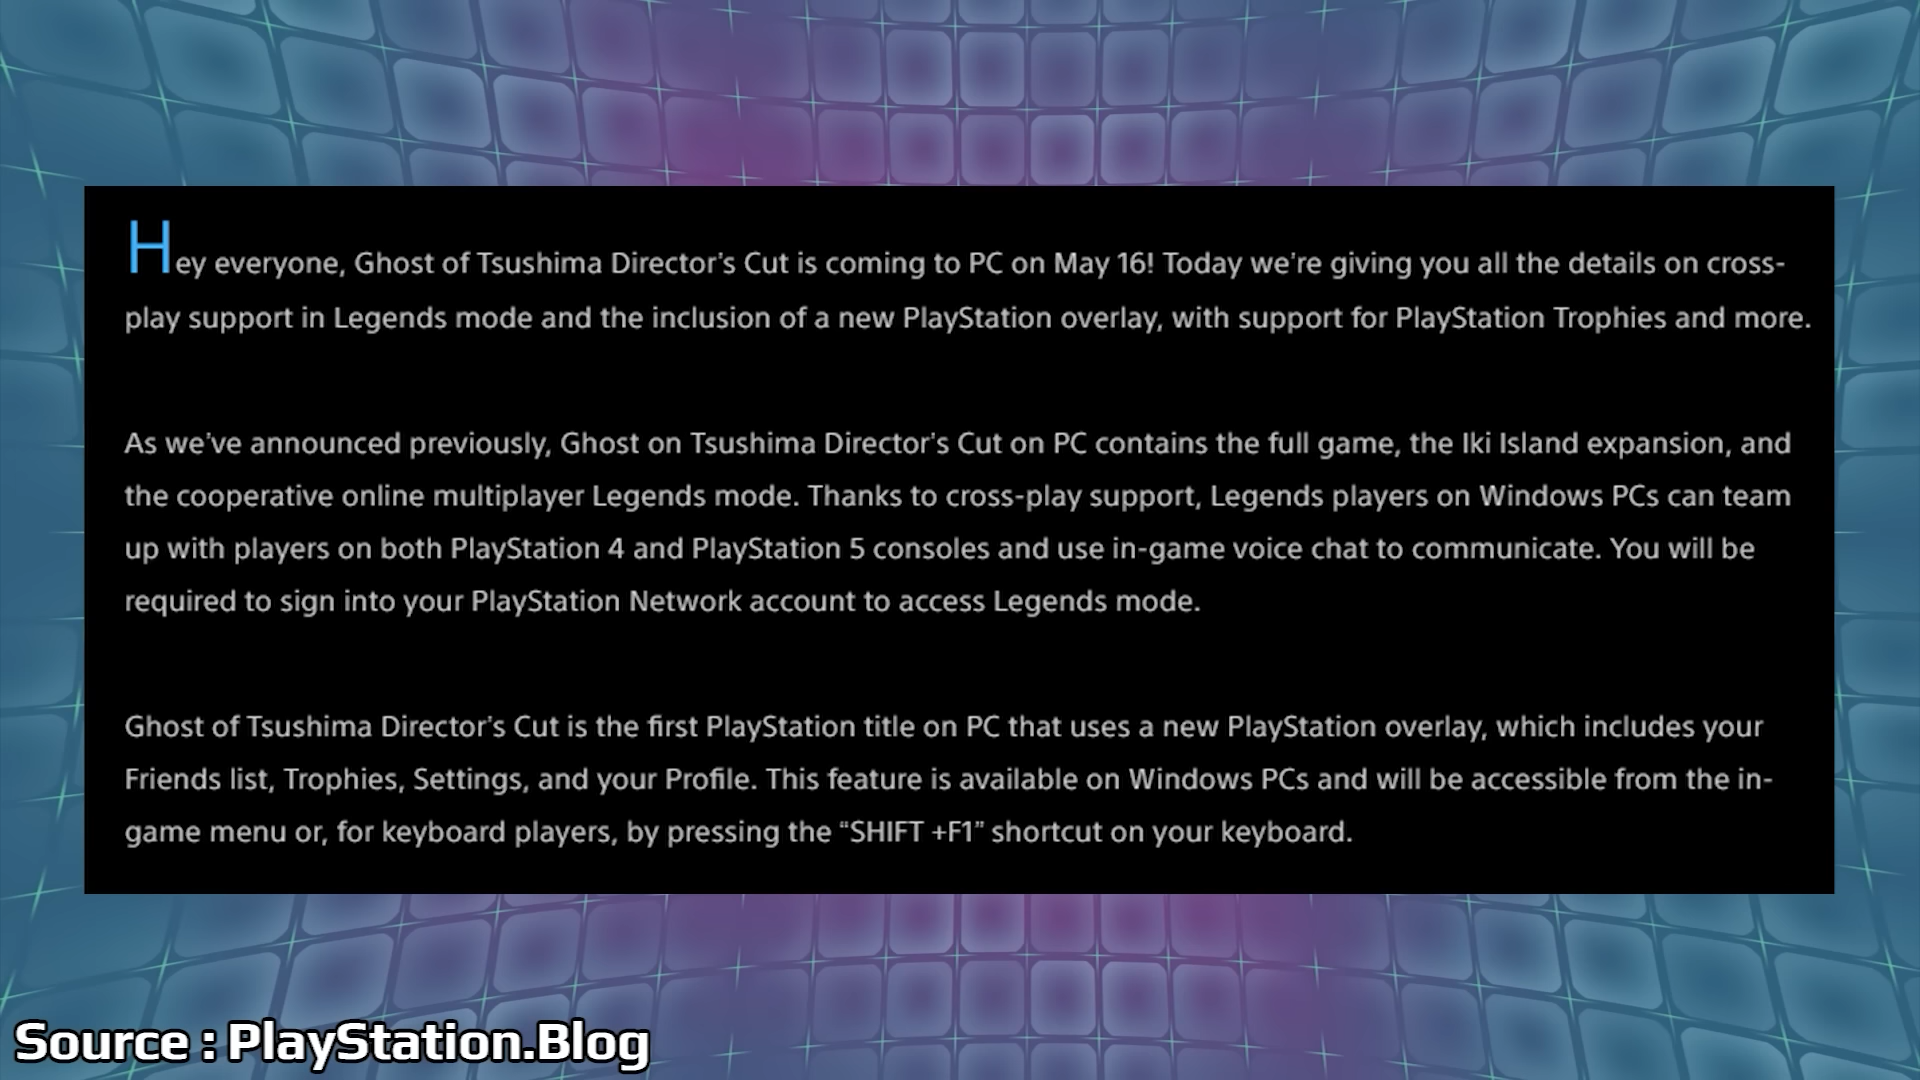 Hey everyone, Ghost of Tsushima Director's Cut is coming to PC on May 16! Today we're giving you all the details on cross-
play support in Legends mode and the inclusion of a new PlayStation overlay, with support for PlayStation Trophies and more.
As we've announced previously, Ghost on Tsushima Director's Cut on PC contains the full game, the Iki Island expansion, and
the cooperative online multiplayer Legends mode. Thanks to cross-play support, Legends players on Windows PCs can team
up with players on both PlayStation 4 and PlayStation 5 consoles and use in-game voice chat to communicate. You will be
required to sign into your PlayStation Network account to access Legends mode.
Ghost of Tsushima Director's Cut is the first PlayStation title on PC that uses a new PlayStation overlay, which includes your
Friends list, Trophies, Settings, and your Profile. This feature is available on Windows PCs and will be accessible from the in-
game menu or, for keyboard players, by pressing the “SHIFT +F1” shortcut on your keyboard.
Source : PlayStation.Blog